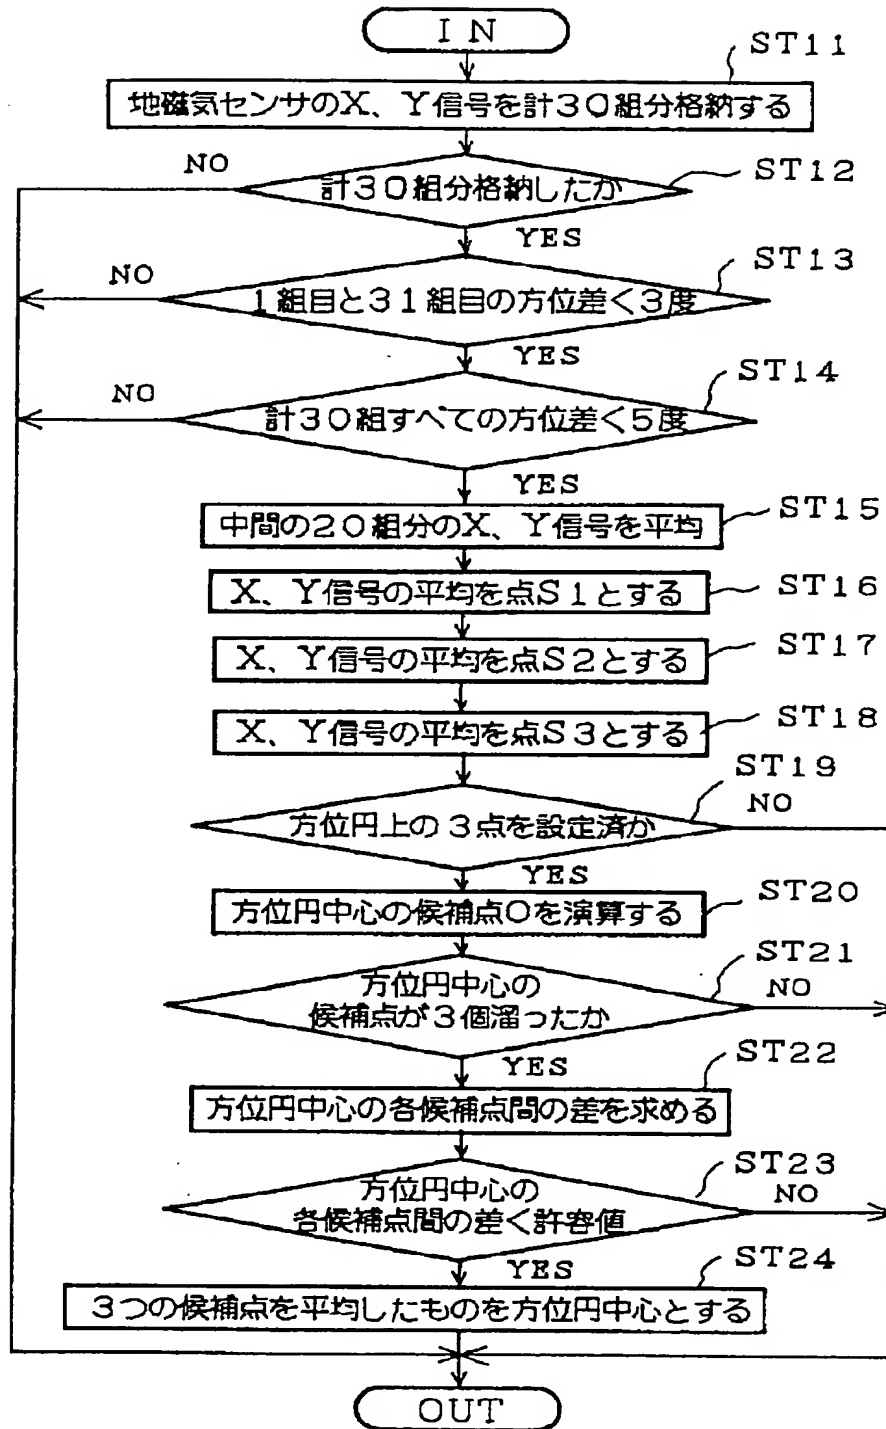 IN
ST11
地磁気センサのX、Y信号を計30組分格納する
NO
ST12
計30組分格納したか
YES
ST13
NO
1組目と31組目の方位差<3度
YES
ST14
NO
計30組すべての方位差<5度
YES
ST15
中間の20組分のX、Y信号を平均
ST16
X、Y信号の平均を点S1とする
ST17
X、Y信号の平均を点S2とする
ST18
X、Y信号の平均を点S3とする
ST19
NO
方位円上の3点を設定済か
YES
ST20
方位円中心の候補点Oを演算する
ST21
方位円中心の
NO
候補点が3個溜ったか
YES
ST22
方位円中心の各候補点間の差を求める
ST23
方位円中心の
NO
各候補点間の差<許容値
YES
ST24
3つの候補点を平均したものを方位円中心とする
OUT